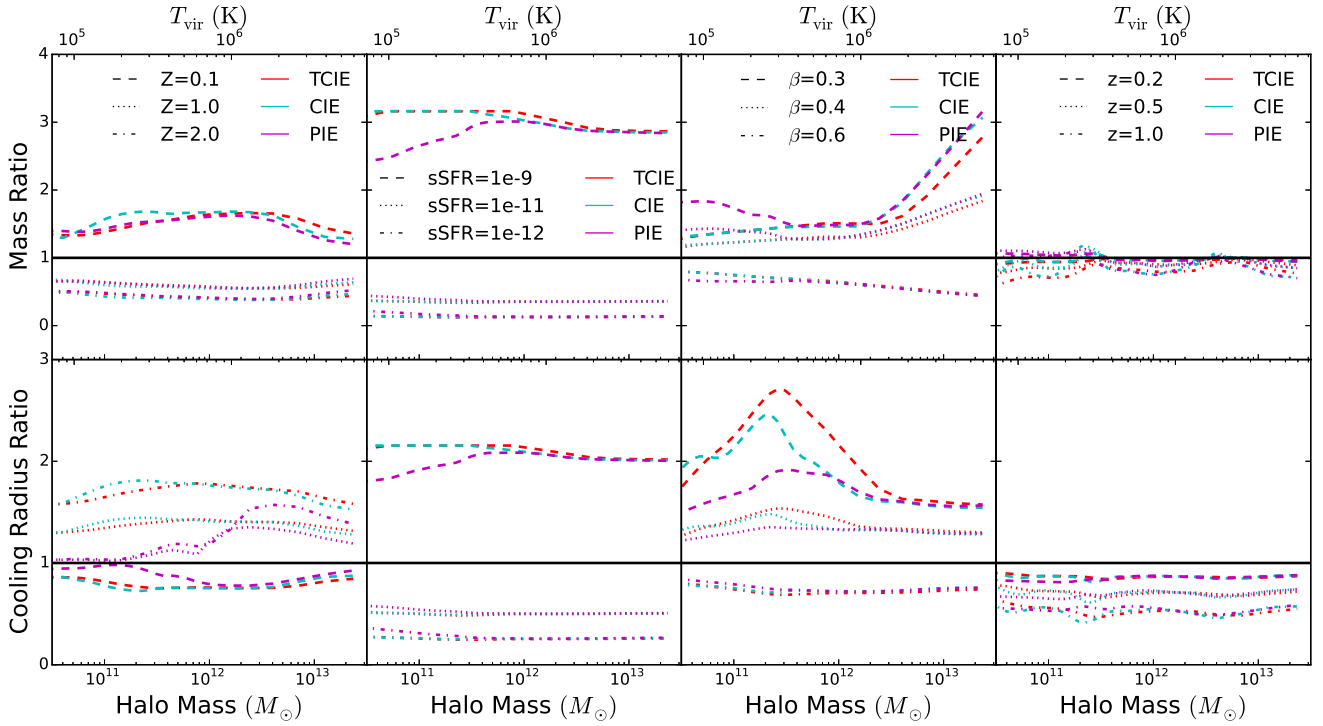 T_vir (K) T_vir (K) T_vir (K) T_vir (K)
10^5 10^6 10^5 10^6 10^5 10^6 10^5 10^6
Mass Ratio
4
3
2
1
0
Z=0.1 TCIE
Z=1.0 CIE
Z=2.0 PIE
sSFR=1e-9 TCIE
sSFR=1e-11 CIE
sSFR=1e-12 PIE
β=0.3 TCIE
β=0.4 CIE
β=0.6 PIE
z=0.2 TCIE
z=0.5 CIE
z=1.0 PIE
Cooling Radius Ratio
3
2
1
0
10^11 10^12 10^13 10^11 10^12 10^13 10^11 10^12 10^13 10^11 10^12 10^13
Halo Mass (M_⊙) Halo Mass (M_⊙) Halo Mass (M_⊙) Halo Mass (M_⊙)